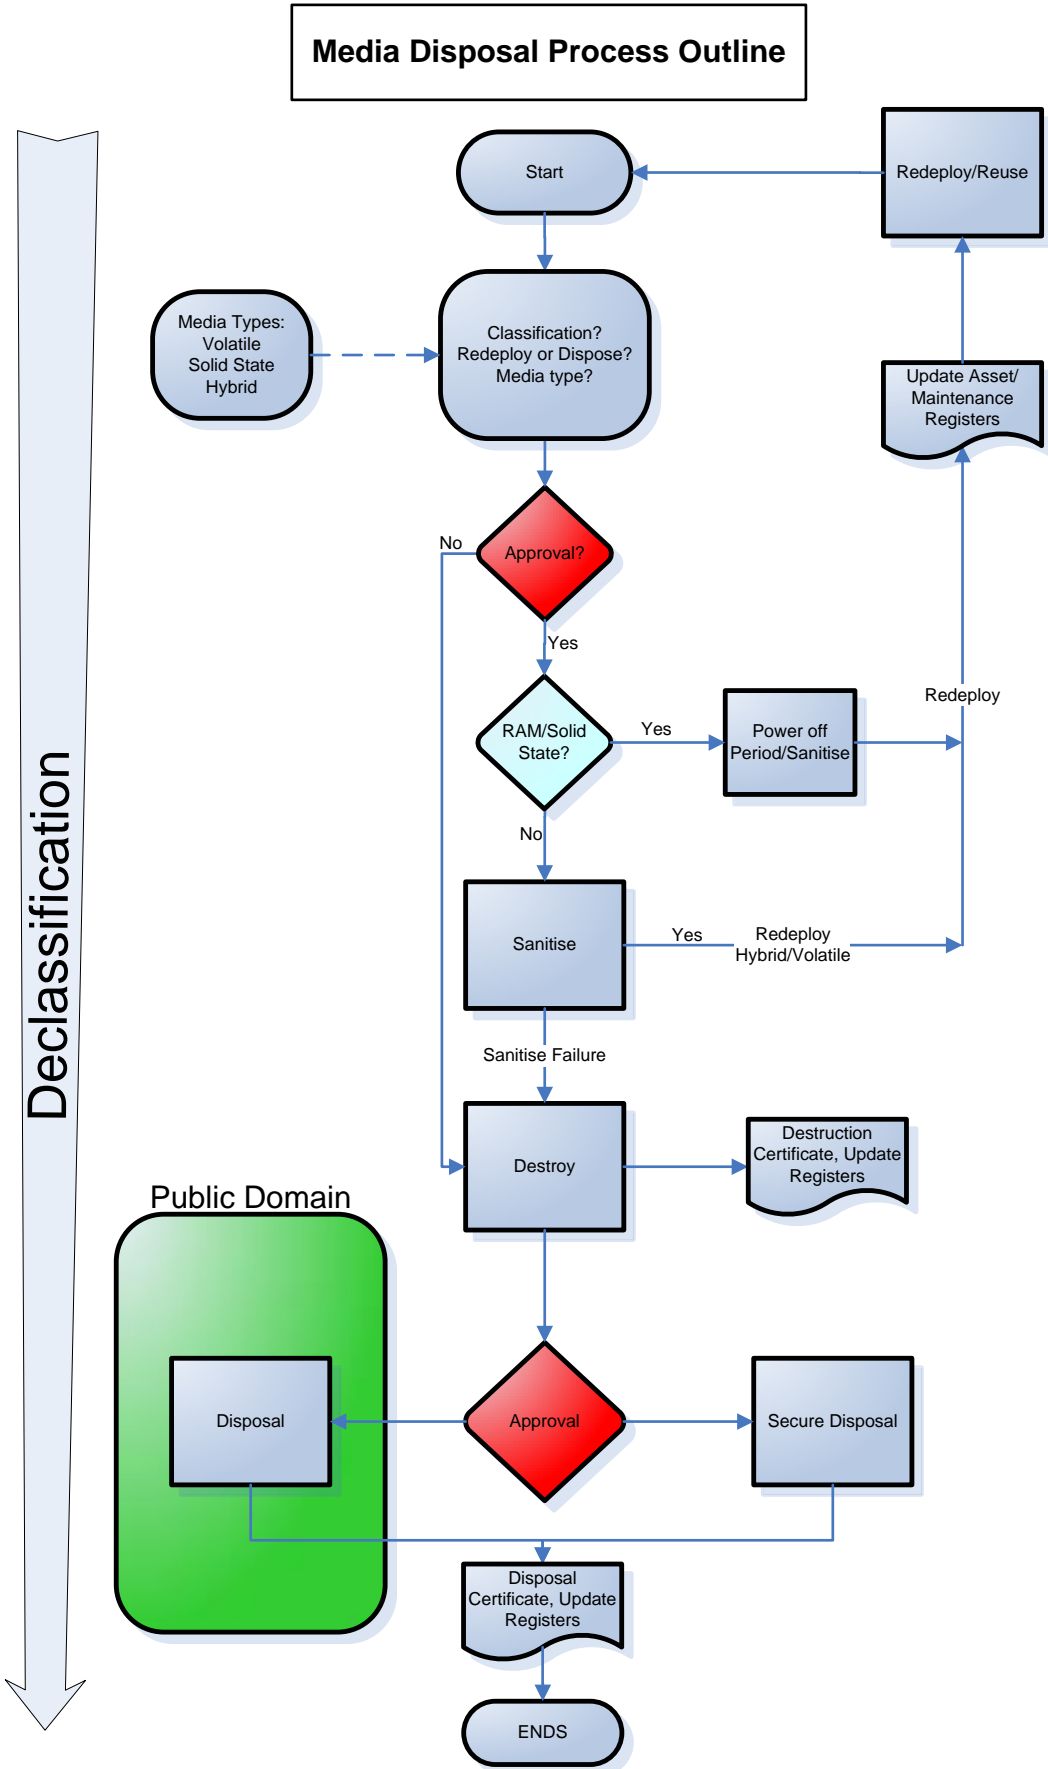 Media Disposal Process Outline
Start
Redeploy/Reuse
Media Types:
Volatile
Solid State
Hybrid
Classification?
Redeploy or Dispose?
Media type?
Update Asset/
Maintenance
Registers
No
Approval?
Yes
Redeploy
RAM/Solid
State?
Yes
Power off
Period/Sanitise
No
Sanitise
Yes
Redeploy
Hybrid/Volatile
Declassification
Sanitise Failure
Destroy
Destruction
Certificate, Update
Registers
Public Domain
Disposal
Approval
Secure Disposal
Disposal
Certificate, Update
Registers
ENDS